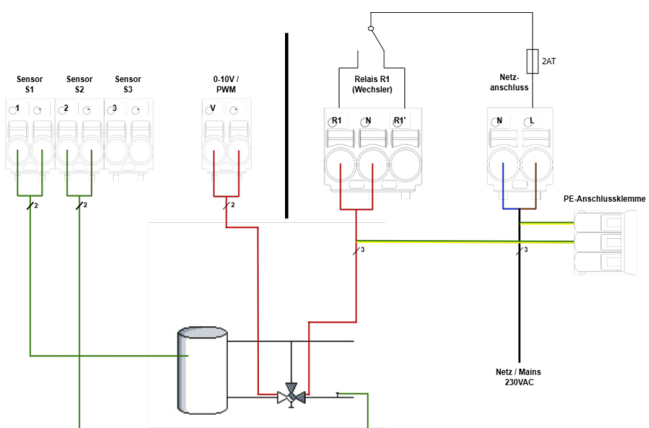 2AT
Sensor
S1
Sensor
S2
Sensor
S3
0-10V /
PWM
Relais R1
(Wechsler)
Netz-
anschluss
1
2
3
V
R1
N
R1'
N
L
PE-Anschlussklemme
2
2
2
3
3
Netz / Mains
230VAC